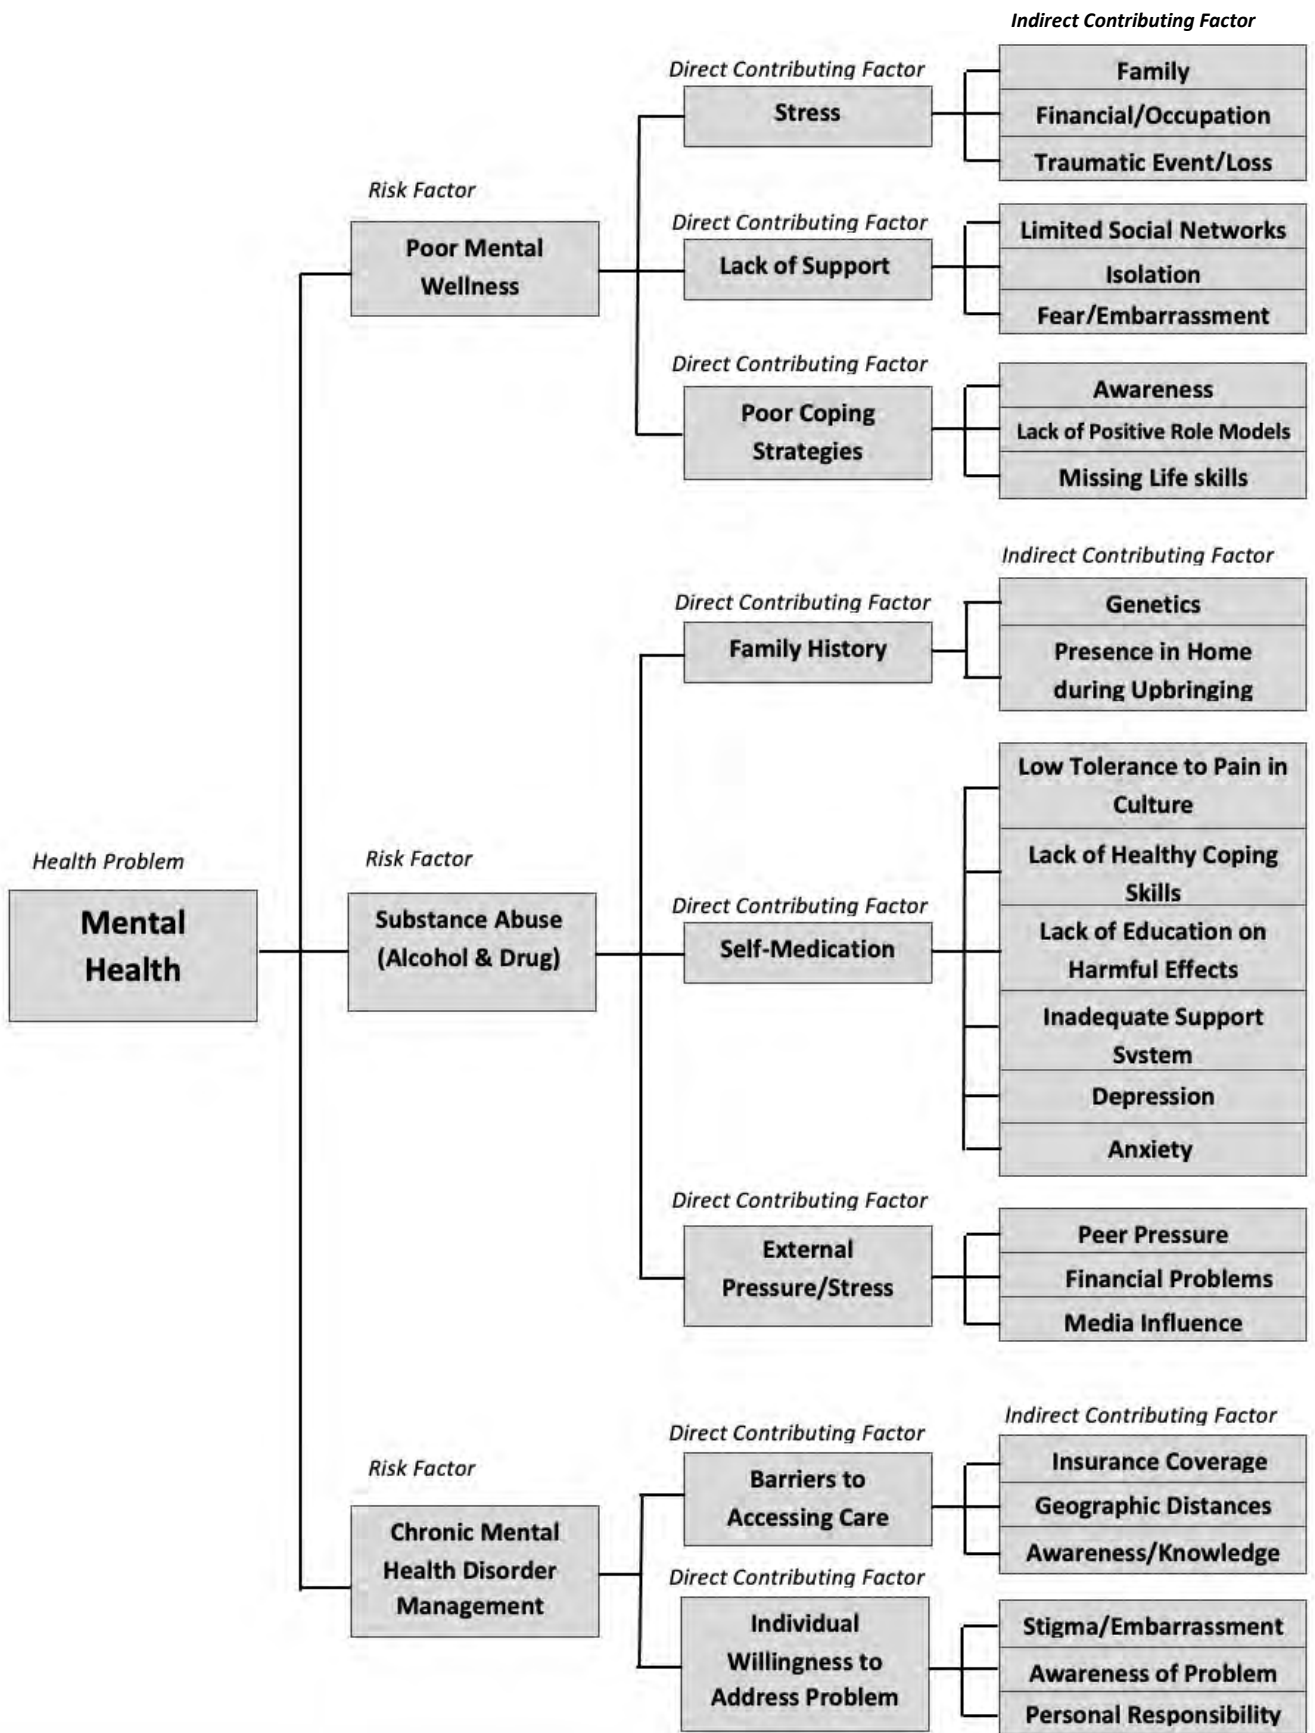 Indirect Contributing Factor
Direct Contributing Factor
Stress
Family
Financial/Occupation
Traumatic Event/Loss
Risk Factor
Poor Mental
Wellness
Direct Contributing Factor
Lack of Support
Limited Social Networks
Isolation
Fear/Embarrassment
Direct Contributing Factor
Poor Coping
Strategies
Awareness
Lack of Positive Role Models
Missing Life skills
Indirect Contributing Factor
Direct Contributing Factor
Family History
Genetics
Presence in Home
during Upbringing
Health Problem
Mental
Health
Risk Factor
Substance Abuse
(Alcohol & Drug)
Direct Contributing Factor
Self-Medication
Low Tolerance to Pain in
Culture
Lack of Healthy Coping
Skills
Lack of Education on
Harmful Effects
Inadequate Support
System
Depression
Anxiety
Direct Contributing Factor
External
Pressure/Stress
Peer Pressure
Financial Problems
Media Influence
Risk Factor
Chronic Mental
Health Disorder
Management
Indirect Contributing Factor
Direct Contributing Factor
Barriers to
Accessing Care
Insurance Coverage
Geographic Distances
Awareness/Knowledge
Direct Contributing Factor
Individual
Willingness to
Address Problem
Stigma/Embarrassment
Awareness of Problem
Personal Responsibility